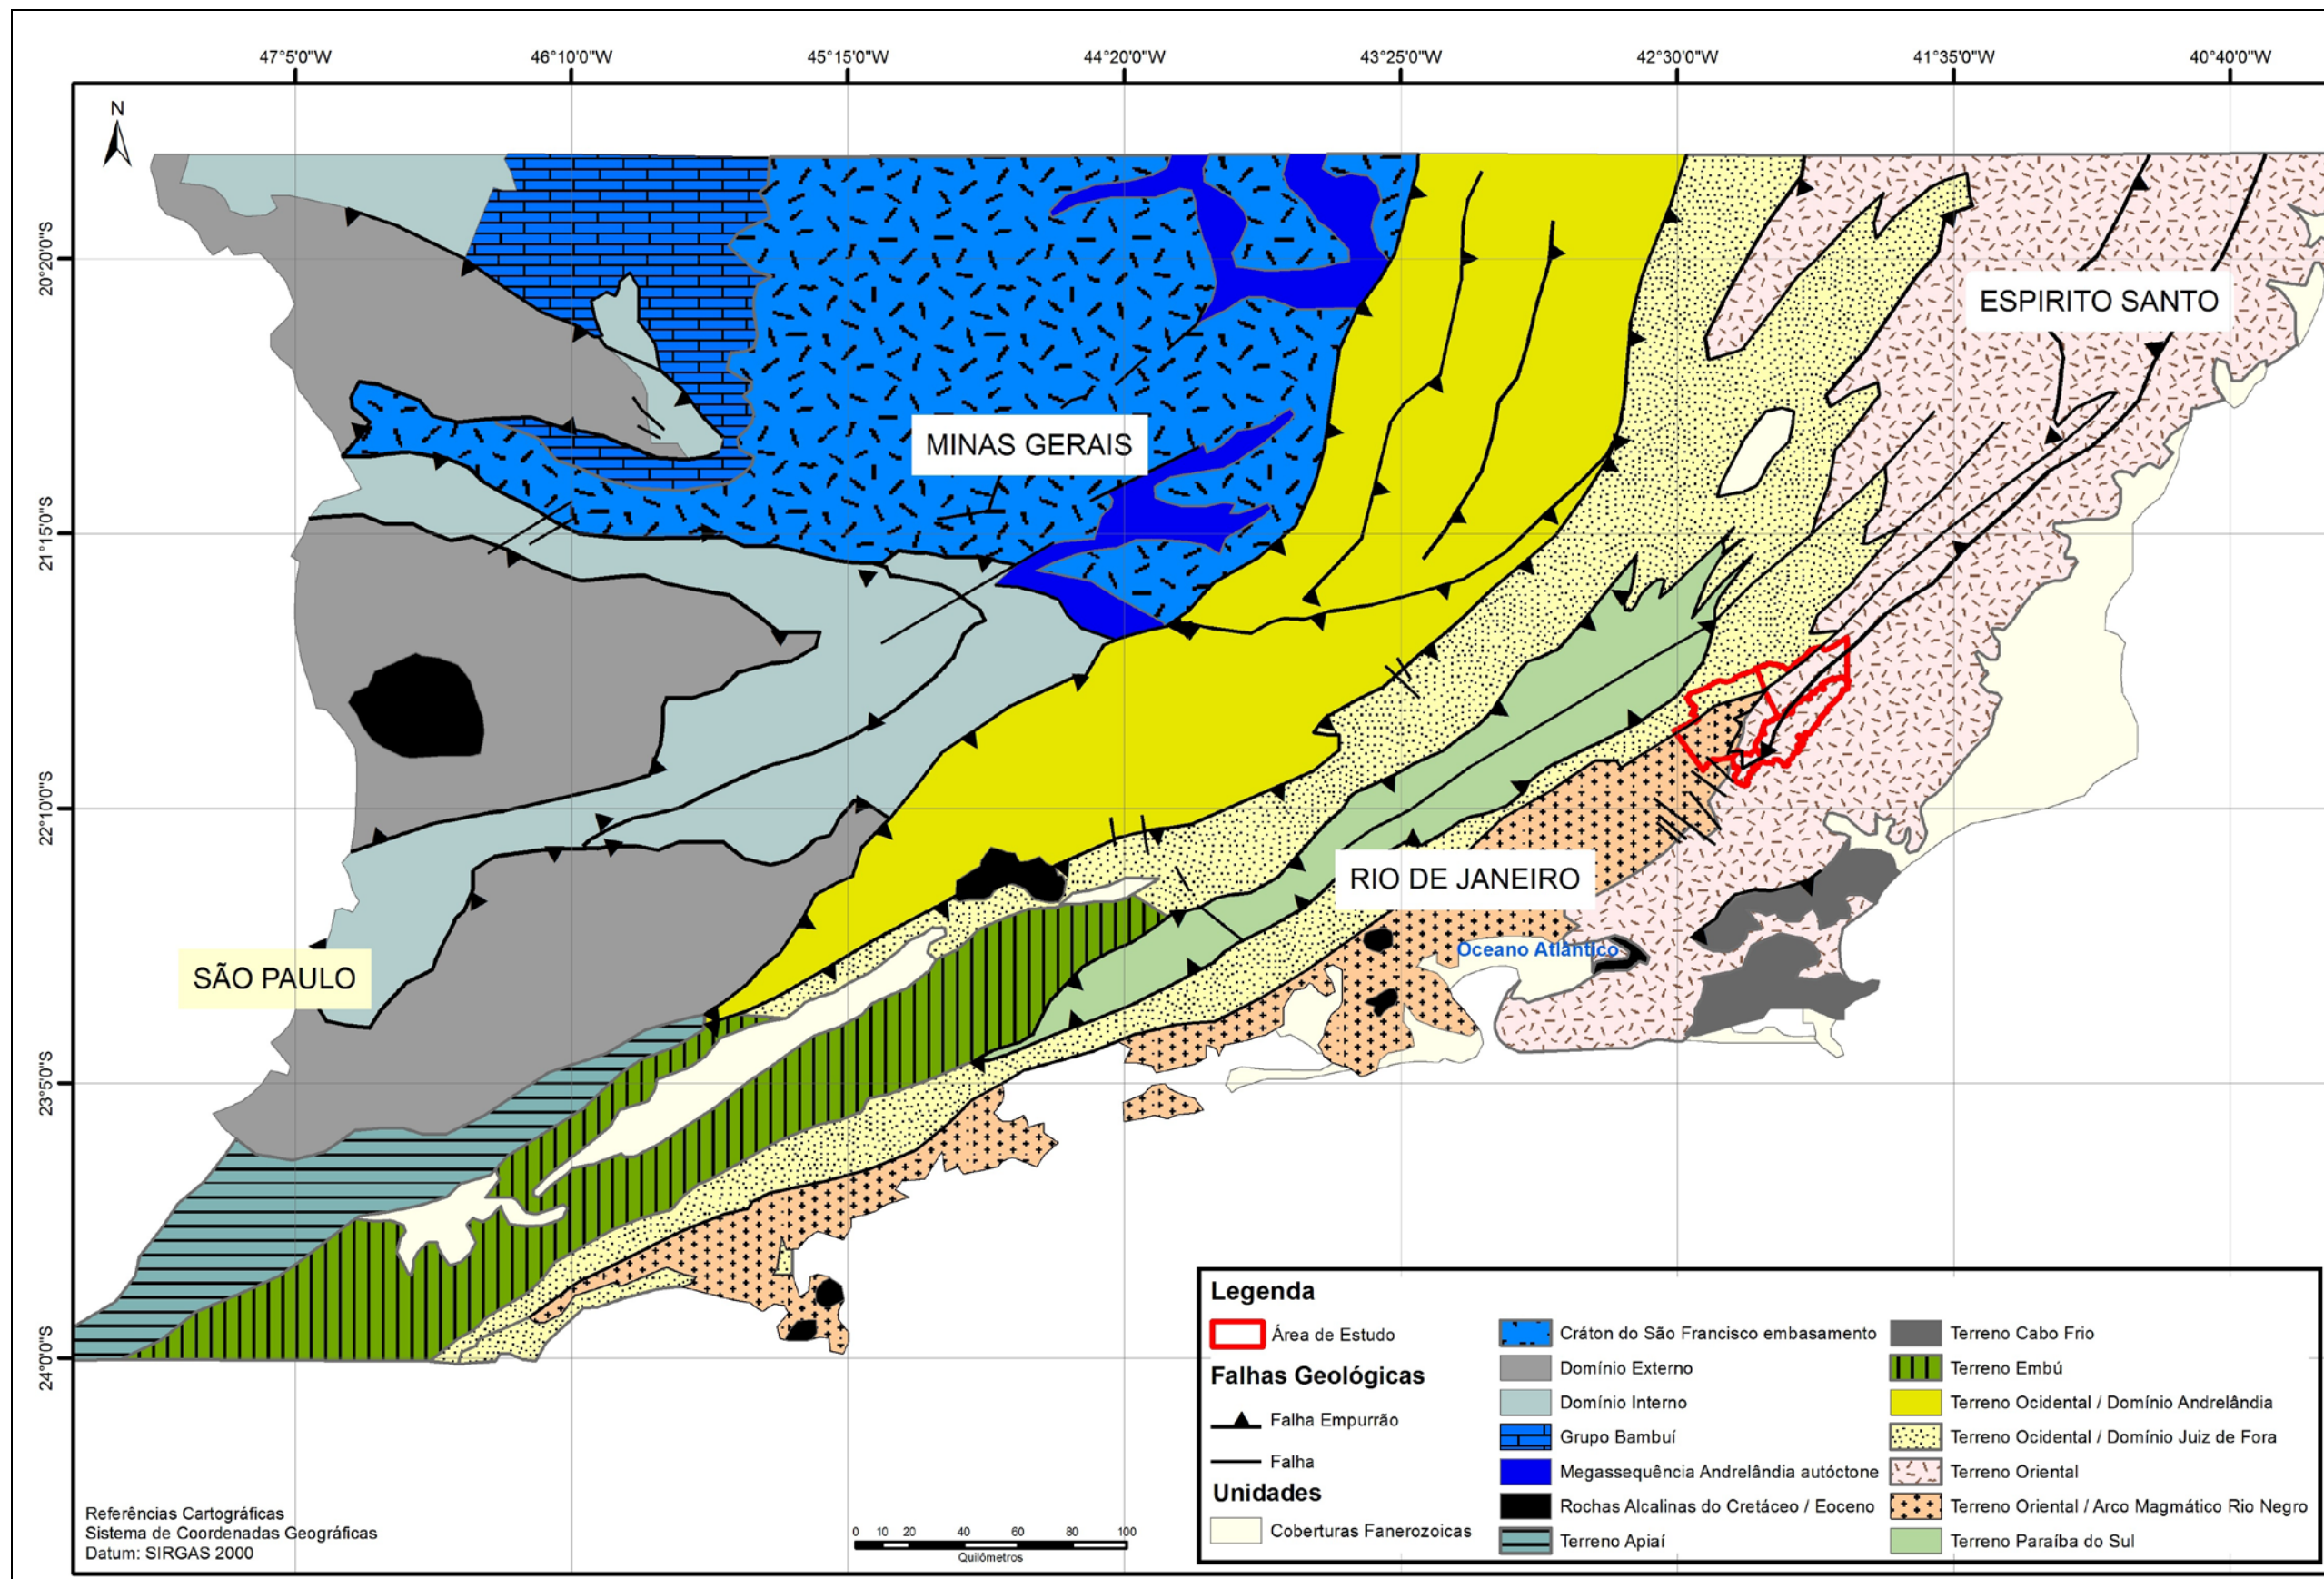 47°5'0"W 46°10'0"W 45°15'0"W 44°20'0"W 43°25'0"W 42°30'0"W 41°35'0"W 40°40'0"W
N
20°20'0"S
ESPIRITO SANTO
MINAS GERAIS
21°15'0"S
22°10'0"S
RIO DE JANEIRO
Oceano Atlântico
SÃO PAULO
23°5'0"S
24°0'0"S
Legenda
Área de Estudo
Falhas Geológicas
Falha Empurrão
Falha
Unidades
Coberturas Fanerozoicas
Cráton do São Francisco embasamento
Domínio Externo
Domínio Interno
Grupo Bambuí
Megassequência Andrelândia autóctone
Rochas Alcalinas do Cretáceo / Eoceno
Terreno Apiaí
Terreno Cabo Frio
Terreno Embú
Terreno Ocidental / Domínio Andrelândia
Terreno Ocidental / Domínio Juiz de Fora
Terreno Oriental
Terreno Oriental / Arco Magmático Rio Negro
Terreno Paraíba do Sul
Referências Cartográficas
Sistema de Coordenadas Geográficas
Datum: SIRGAS 2000
0 10 20 40 60 80 100
Quilômetros